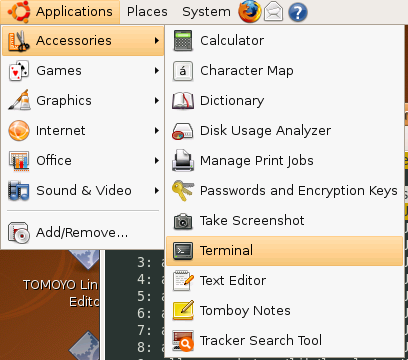 Applications Places System
Accessories
Games
Graphics
Internet
Office
Sound & Video
Add/Remove...
Calculator
á Character Map
Dictionary
Disk Usage Analyzer
Manage Print Jobs
Passwords and Encryption Keys
Take Screenshot
Terminal
Text Editor
Tomboy Notes
Tracker Search Tool
TOMOYO Lin
Edito
3: a
4: a
5: a
6: a
7: a
8: a